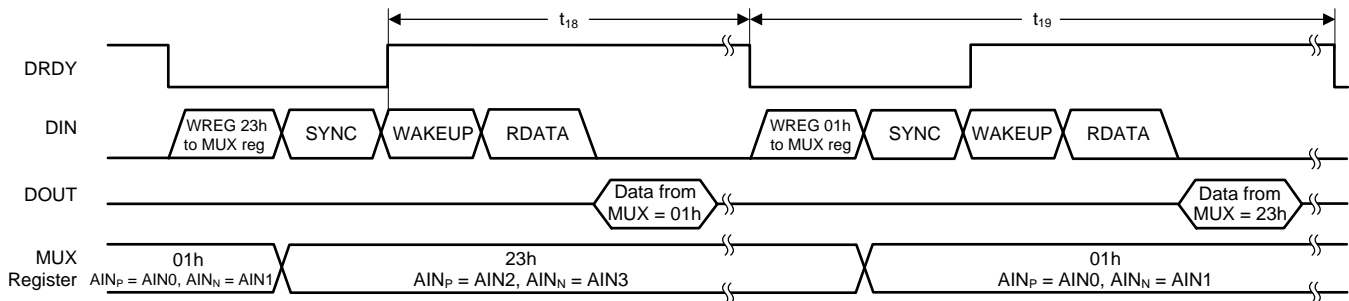 t18 t19
DRDY
DIN WREG 23h to MUX reg SYNC WAKEUP RDATA WREG 01h to MUX reg SYNC WAKEUP RDATA
DOUT Data from MUX = 01h Data from MUX = 23h
MUX Register
01h
AINP = AIN0, AINN = AIN1
23h
AINP = AIN2, AINN = AIN3
01h
AINP = AIN0, AINN = AIN1